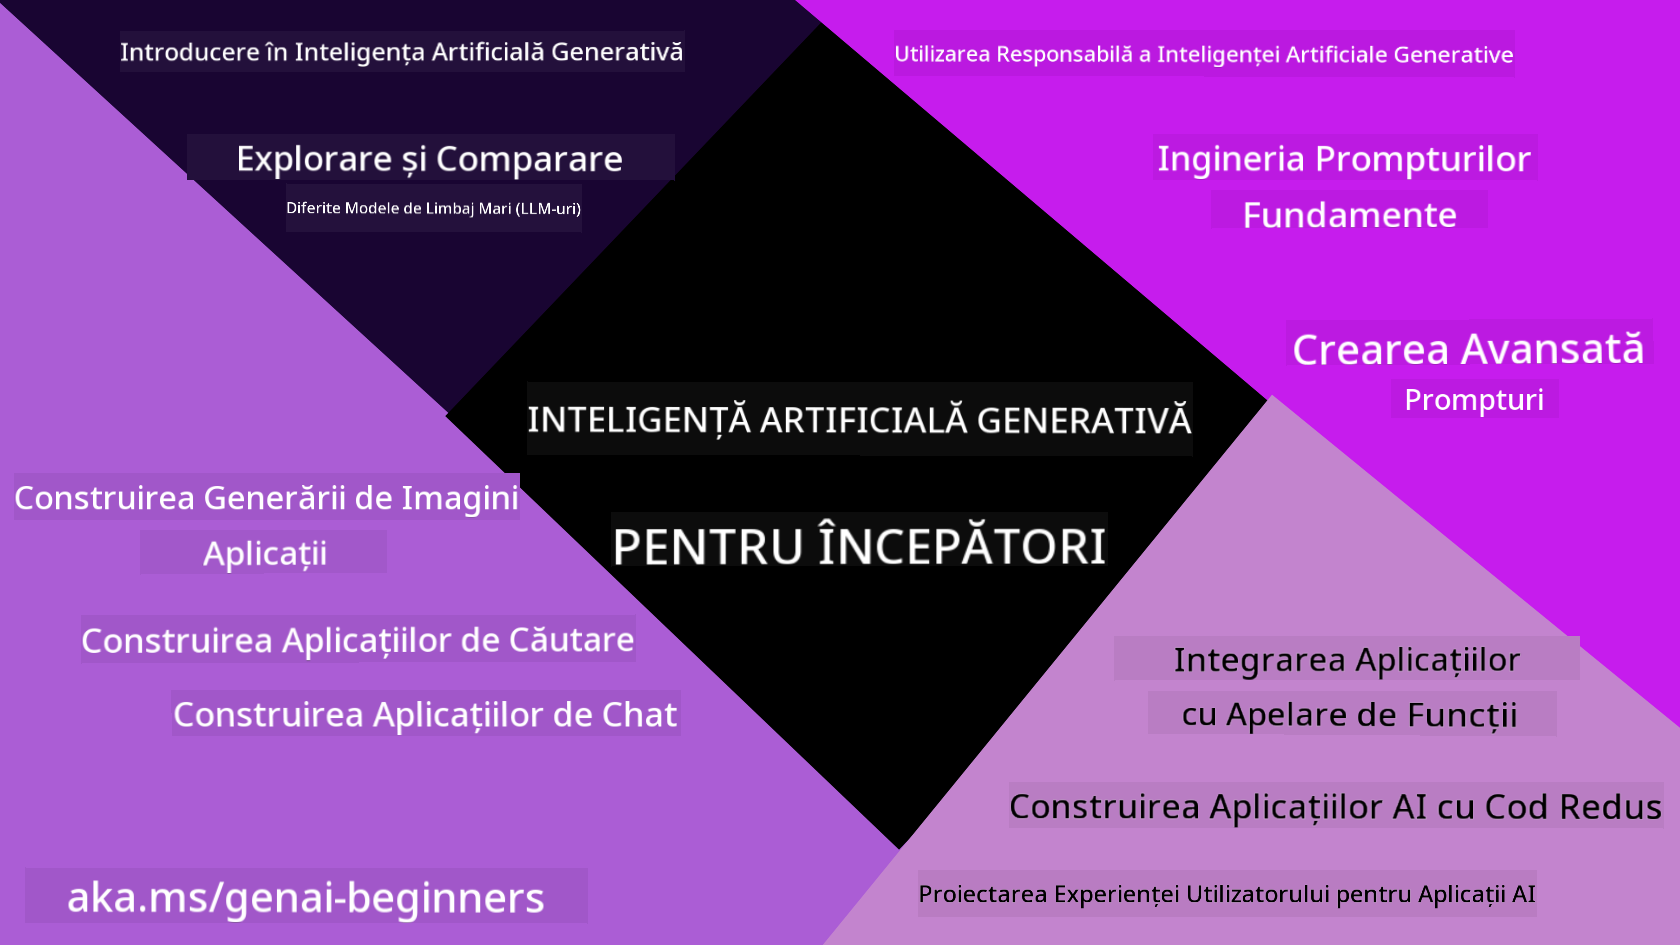 Introducere în Inteligența Artificială Generativă
Explorare și Comparare
Diferite Modele de Limbaj Mari (LLM-uri)
Utilizarea Responsabilă a Inteligenței Artificiale Generative
Ingineria Prompturilor
Fundamente
Crearea Avansată
Prompturi
INTELIGENȚĂ ARTIFICIALĂ GENERATIVĂ
PENTRU ÎNCEPĂTORI
Construirea Generării de Imagini
Aplicații
Construirea Aplicațiilor de Căutare
Construirea Aplicațiilor de Chat
aka.ms/genai-beginners
Integrarea Aplicațiilor
cu Apelare de Funcții
Construirea Aplicațiilor AI cu Cod Redus
Proiectarea Experienței Utilizatorului pentru Aplicații AI